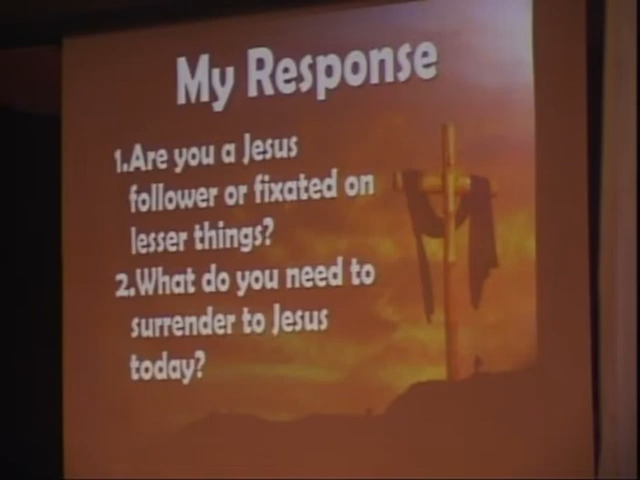 My Response
1.Are you a Jesus
follower or fixated on
lesser things?
2.What do you need to
surrender to Jesus
today?